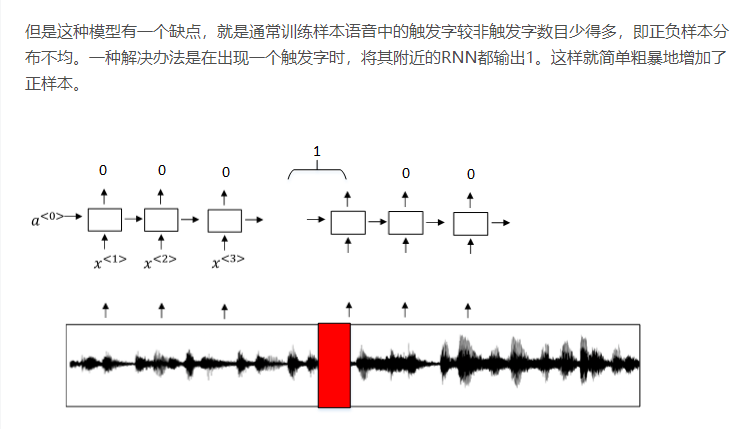 但是这种模型有一个缺点，就是通常训练样本语音中的触发字较非触发字数目少得多，即正负样本分
布不均。一种解决办法是在出现一个触发字时，将其附近的RNN都输出1。这样就简单粗暴地增加了
正样本。
1
0 0 0 0 0
a<0>
x<1> x<2> x<3>